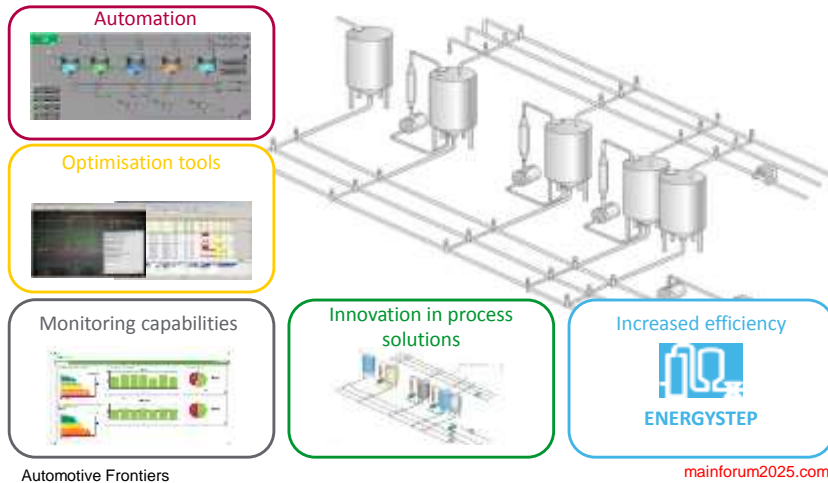 Automation
Optimisation tools
Monitoring capabilities
Innovation in process
solutions
Increased efficiency
ENERGYSTEP
Automotive Frontiers
mainforum2025.com